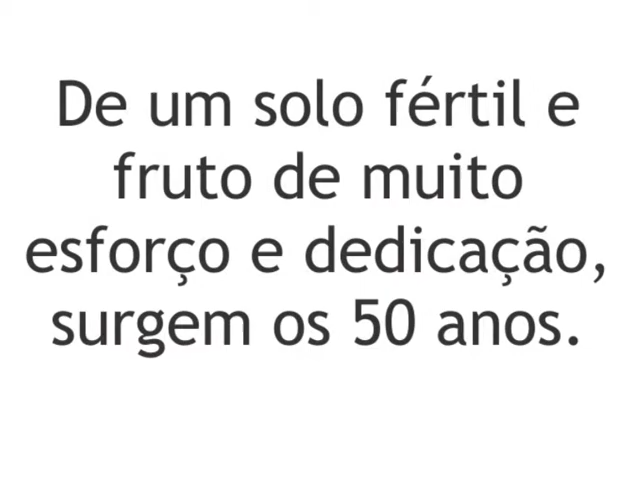 De um solo fértil e
fruto de muito
esforço e dedicação,
surgem os 50 anos.